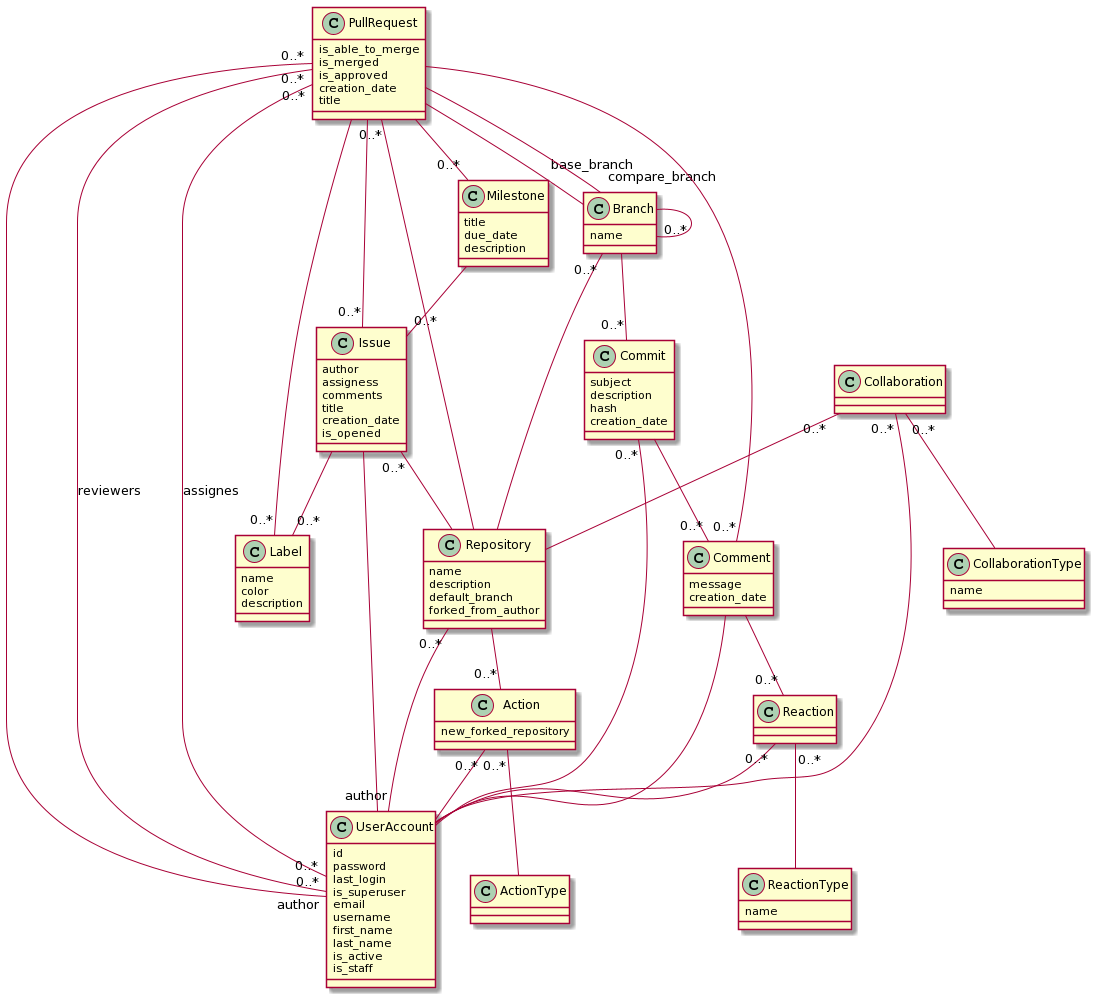 C PullRequest
is_able_to_merge
is_merged
is_approved
creation_date
title
0..*
0..*
0..*
0..*
0..*
base_branch
compare_branch
C Milestone
title
due_date
description
C Branch
name
0..*
0..*
0..*
0..*
0..*
C Issue
author
assigness
comments
title
creation_date
is_opened
C Commit
subject
description
hash
creation_date
C Collaboration
0..*
0..*
0..*
0..*
0..*
reviewers
assignes
0..*
0..*
0..*
0..*
C Label
name
color
description
C Repository
name
description
default_branch
forked_from_author
C Comment
message
creation_date
C CollaborationType
name
0..*
0..*
0..*
C Action
new_forked_repository
C Reaction
0..*
0..*
0..*
0..*
author
C UserAccount
id
password
last_login
is_superuser
email
username
first_name
last_name
is_active
is_staff
0..*
0..*
author
C ActionType
C ReactionType
name